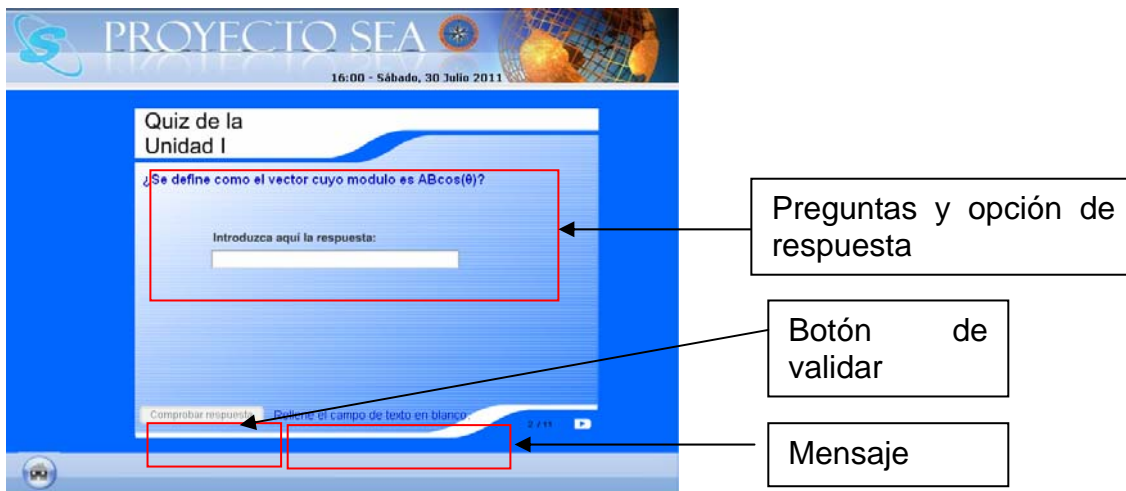 PROYECTO SEA
16:00 - Sábado, 30 Julio 2011
Quiz de la
Unidad I
¿Se define como el vector cuyo modulo es ABcos(θ)?
Introduzca aquí la respuesta:
Preguntas y opción de
respuesta
Botón de
validar
Comprobar respuesta
Rellene el campo de texto en blanco.
2 / 11
Mensaje